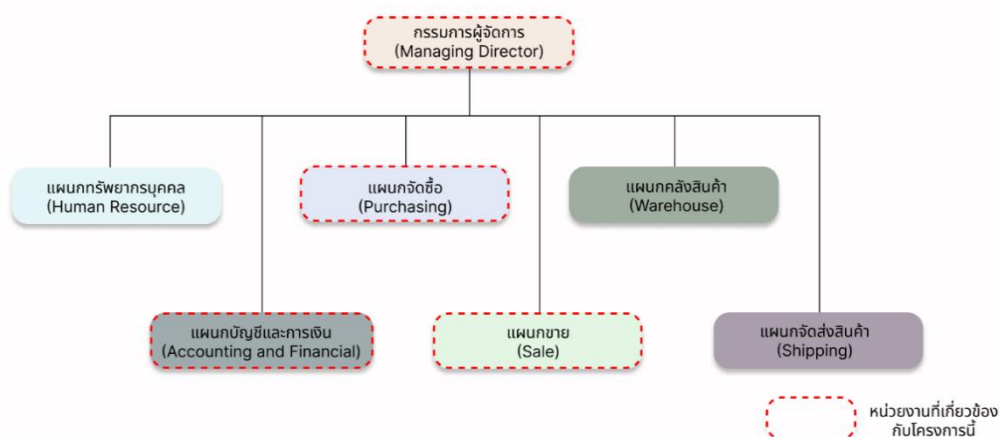 กรรมการผู้จัดการ
(Managing Director)
แผนกทรัพยากรบุคคล
(Human Resource)
แผนกจัดซื้อ
(Purchasing)
แผนกคลังสินค้า
(Warehouse)
แผนกบัญชีและการเงิน
(Accounting and Financial)
แผนกขาย
(Sale)
แผนกจัดส่งสินค้า
(Shipping)
หน่วยงานที่เกี่ยวข้อง
กับโครงการนี้